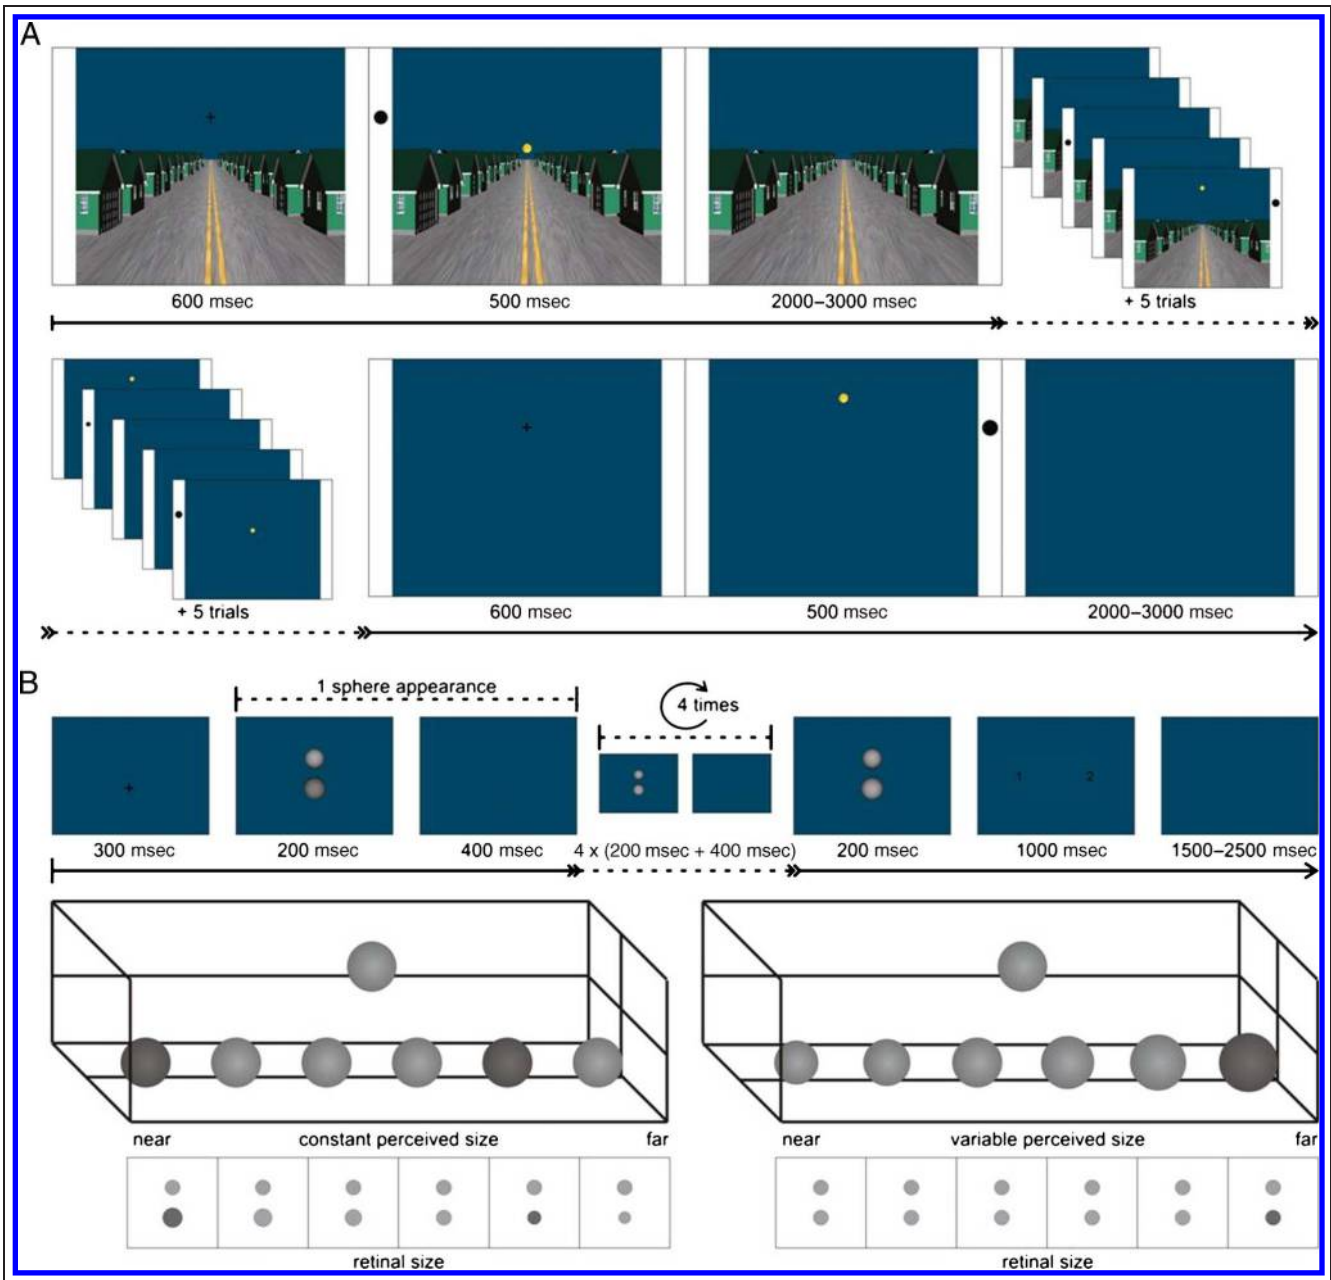 A
600 msec
500 msec
2000–3000 msec
+ 5 trials
+ 5 trials
600 msec
500 msec
2000–3000 msec
B
1 sphere appearance
4 times
1 2
300 msec
200 msec
400 msec
4 x (200 msec + 400 msec)
200 msec
1000 msec
1500–2500 msec
near
constant perceived size
far
near
variable perceived size
far
retinal size
retinal size